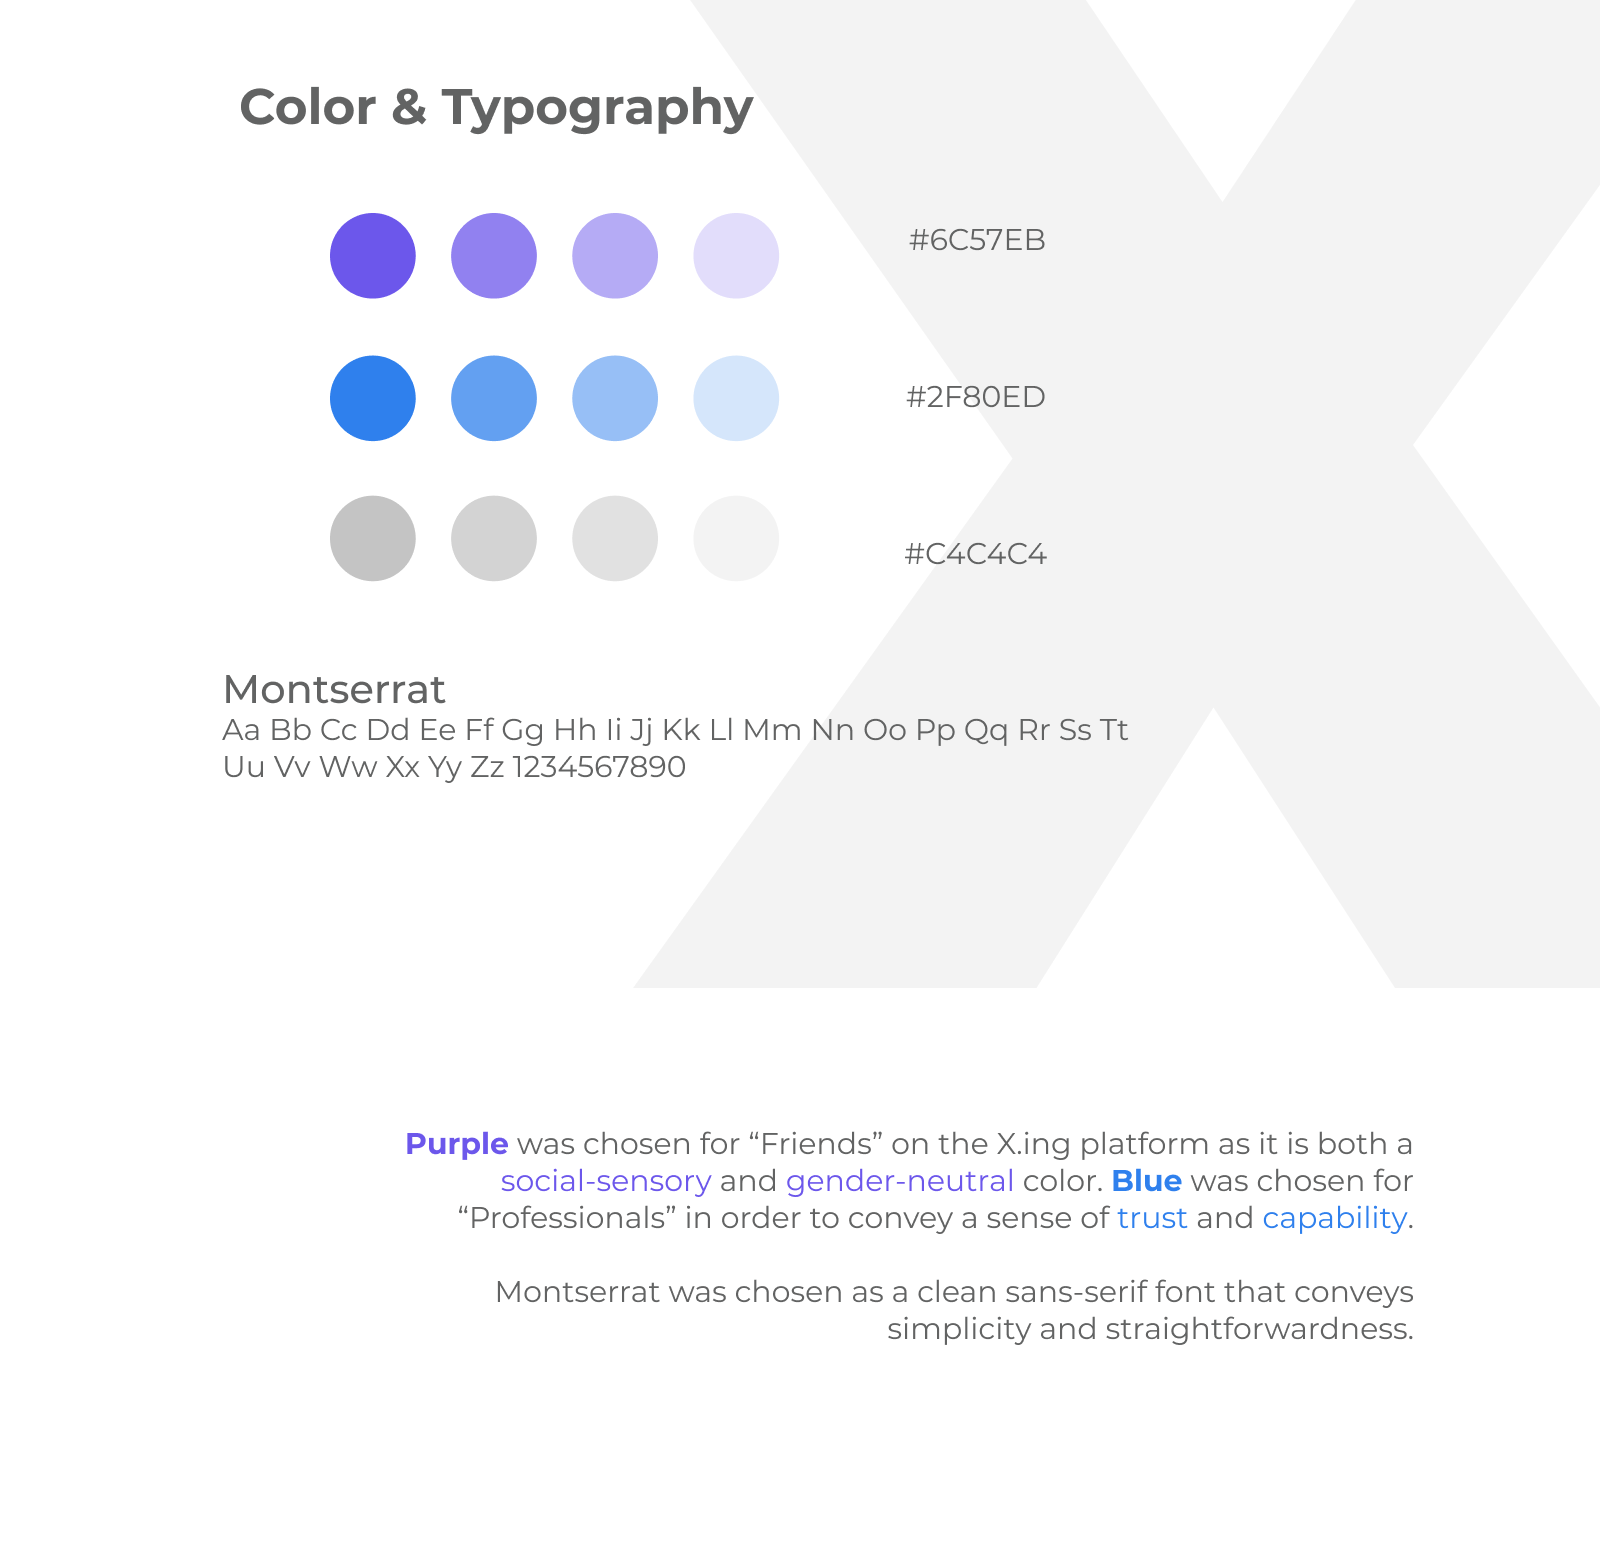 Color & Typography
#6C57EB
#2F80ED
#C4C4C4
Montserrat
Aa Bb Cc Dd Ee Ff Gg Hh Ii Jj Kk Ll Mm Nn Oo Pp Qq Rr Ss Tt
Uu Vv Ww Xx Yy Zz 1234567890
Purple was chosen for “Friends” on the X.ing platform as it is both a
social-sensory and gender-neutral color. Blue was chosen for
“Professionals” in order to convey a sense of trust and capability.
Montserrat was chosen as a clean sans-serif font that conveys
simplicity and straightforwardness.